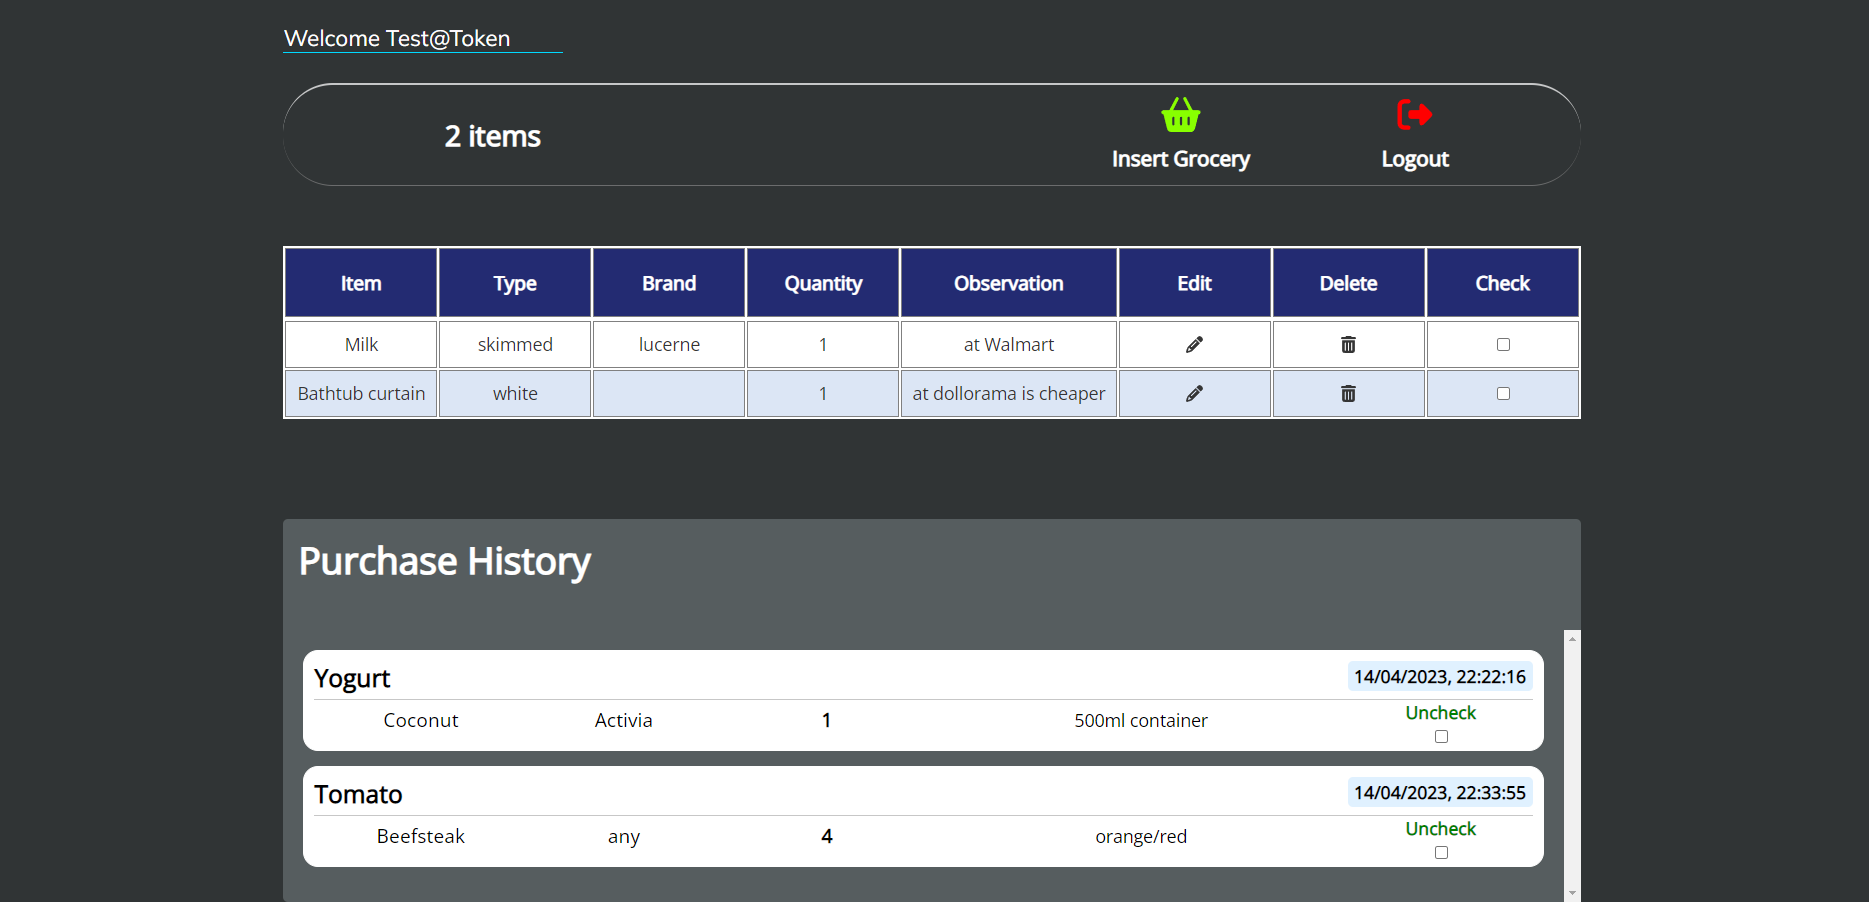 Welcome Test@Token
2 items
Insert Grocery
Logout
Item Type Brand Quantity Observation Edit Delete Check
Milk skimmed lucerne 1 at Walmart
Bathtub curtain white 1 at dollorama is cheaper
Purchase History
Yogurt 14/04/2023, 22:22:16
Coconut Activia 1 500ml container Uncheck
Tomato 14/04/2023, 22:33:55
Beefsteak any 4 orange/red Uncheck